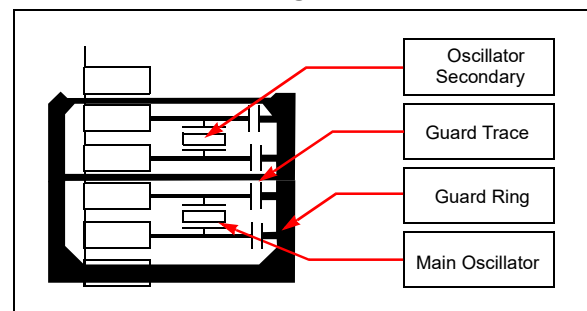 Oscillator
Secondary
Guard Trace
Guard Ring
Main Oscillator